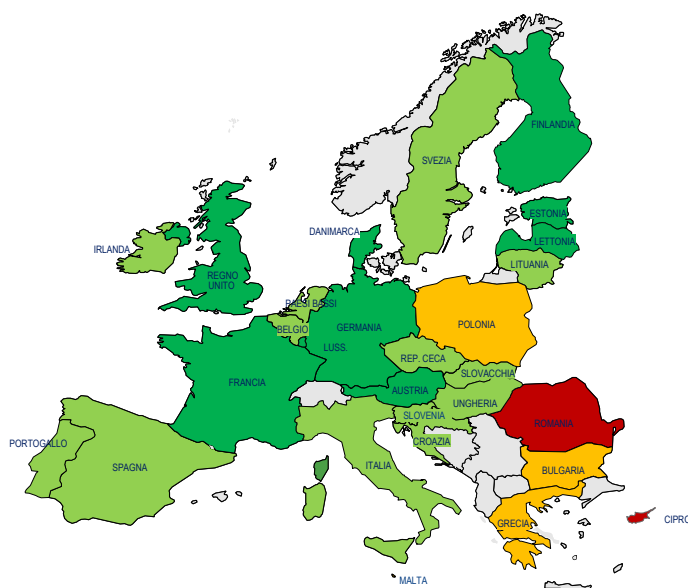 FINLANDIA
SVEZIA
ESTONIA
DANIMARCA
LETTONIA
IRLANDA
LITUANIA
REGNO
UNITO
PAESI BASSI
POLONIA
BELGIO
GERMANIA
LUSS.
REP. CECA
SLOVACCHIA
FRANCIA
AUSTRIA
UNGHERIA
SLOVENIA
ROMANIA
PORTOGALLO
CROAZIA
SPAGNA
ITALIA
BULGARIA
GRECIA
CIPRO
MALTA